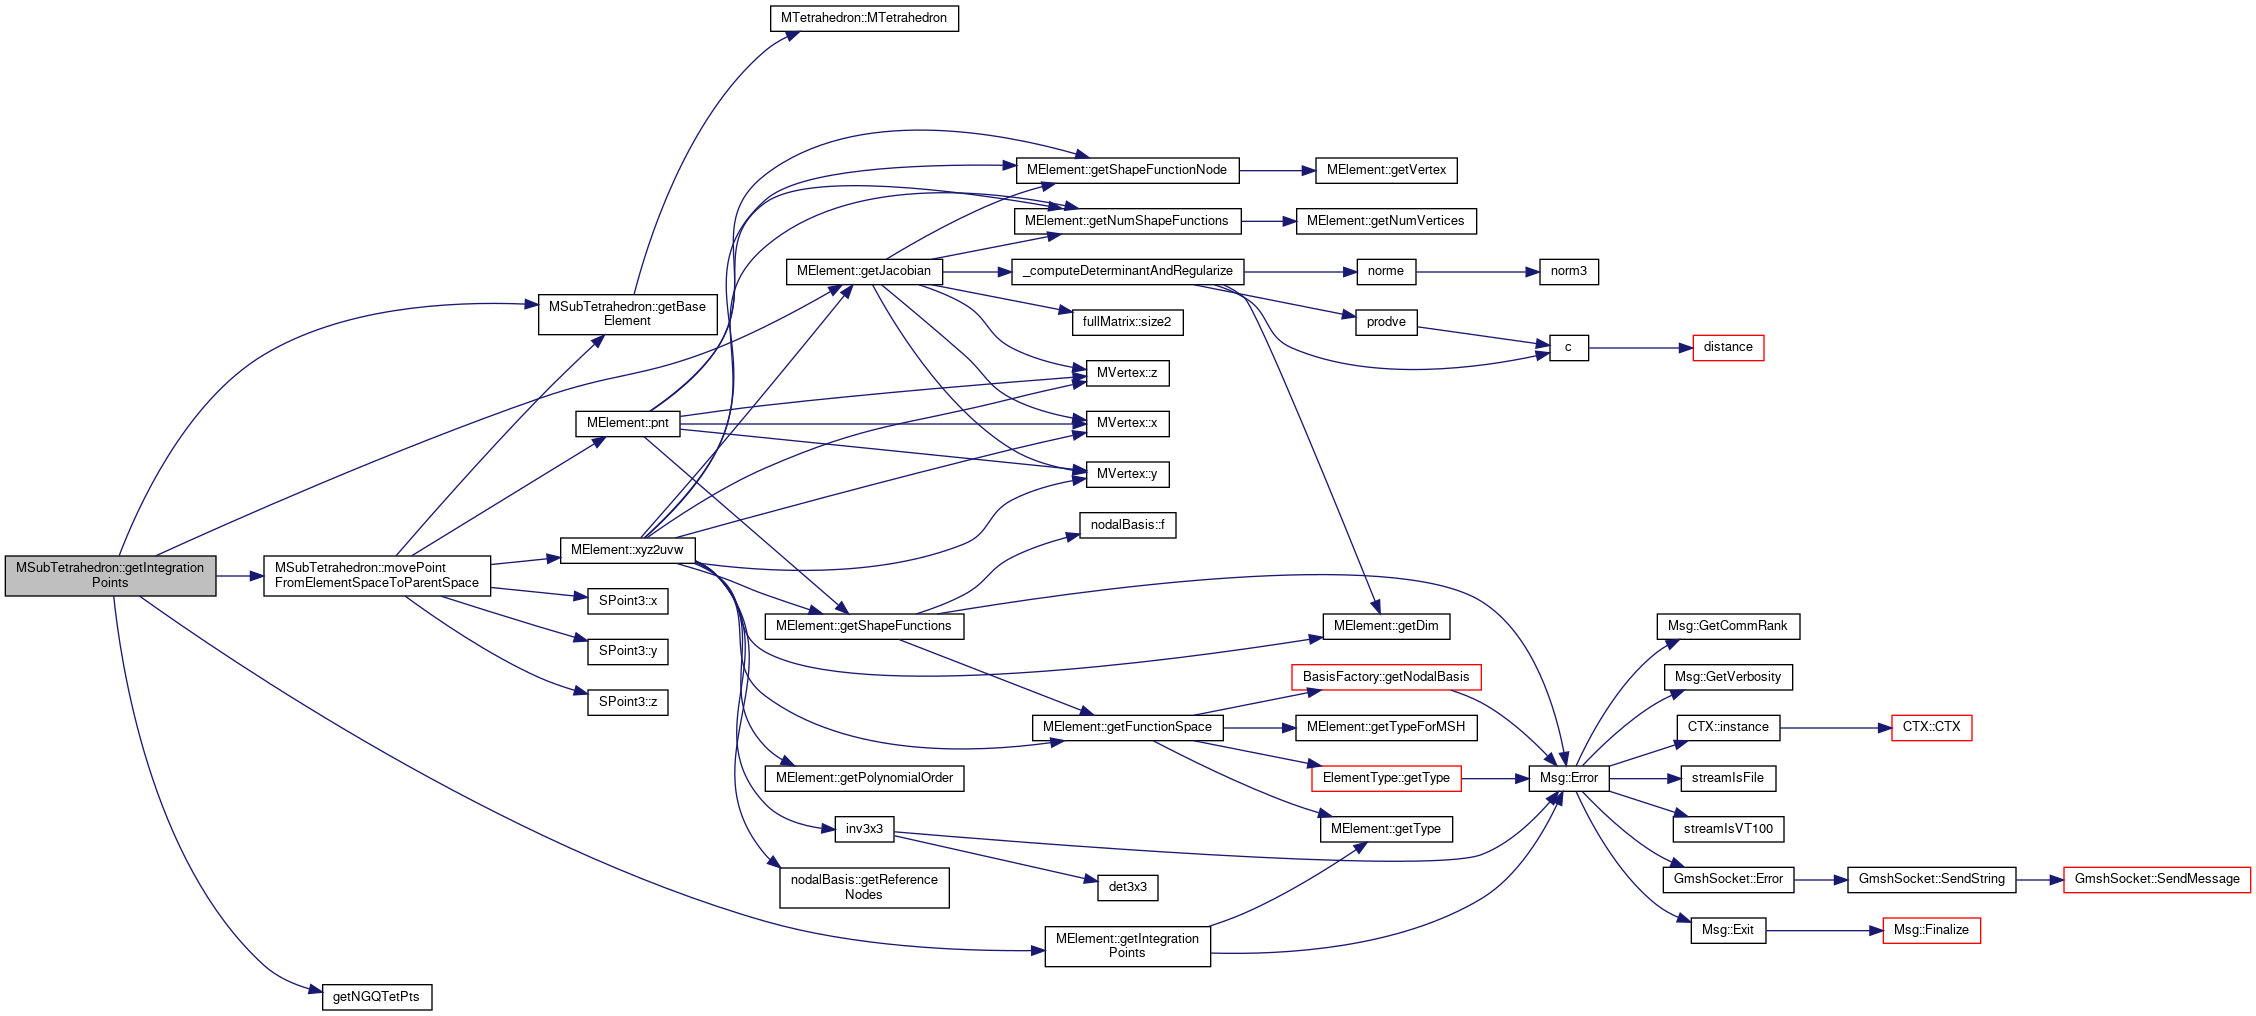 MTetrahedron::MTetrahedron
MElement::getShapeFunctionNode
MElement::getVertex
MElement::getNumShapeFunctions
MElement::getNumVertices
MElement::getJacobian
_computeDeterminantAndRegularize
norme
norm3
MSubTetrahedron::getBase
Element
fullMatrix::size2
prodve
c
distance
MVertex::z
MElement::pnt
MVertex::x
MVertex::y
nodalBasis::f
MElement::xyz2uvw
MSubTetrahedron::getIntegration
Points
MSubTetrahedron::movePoint
FromElementSpaceToParentSpace
SPoint3::x
MElement::getShapeFunctions
MElement::getDim
Msg::GetCommRank
SPoint3::y
BasisFactory::getNodalBasis
Msg::GetVerbosity
SPoint3::z
MElement::getFunctionSpace
MElement::getTypeForMSH
CTX::instance
CTX::CTX
MElement::getPolynomialOrder
ElementType::getType
Msg::Error
streamIsFile
inv3x3
MElement::getType
streamIsVT100
nodalBasis::getReference
Nodes
det3x3
GmshSocket::Error
GmshSocket::SendString
GmshSocket::SendMessage
MElement::getIntegration
Points
Msg::Exit
Msg::Finalize
getNGQTetPts